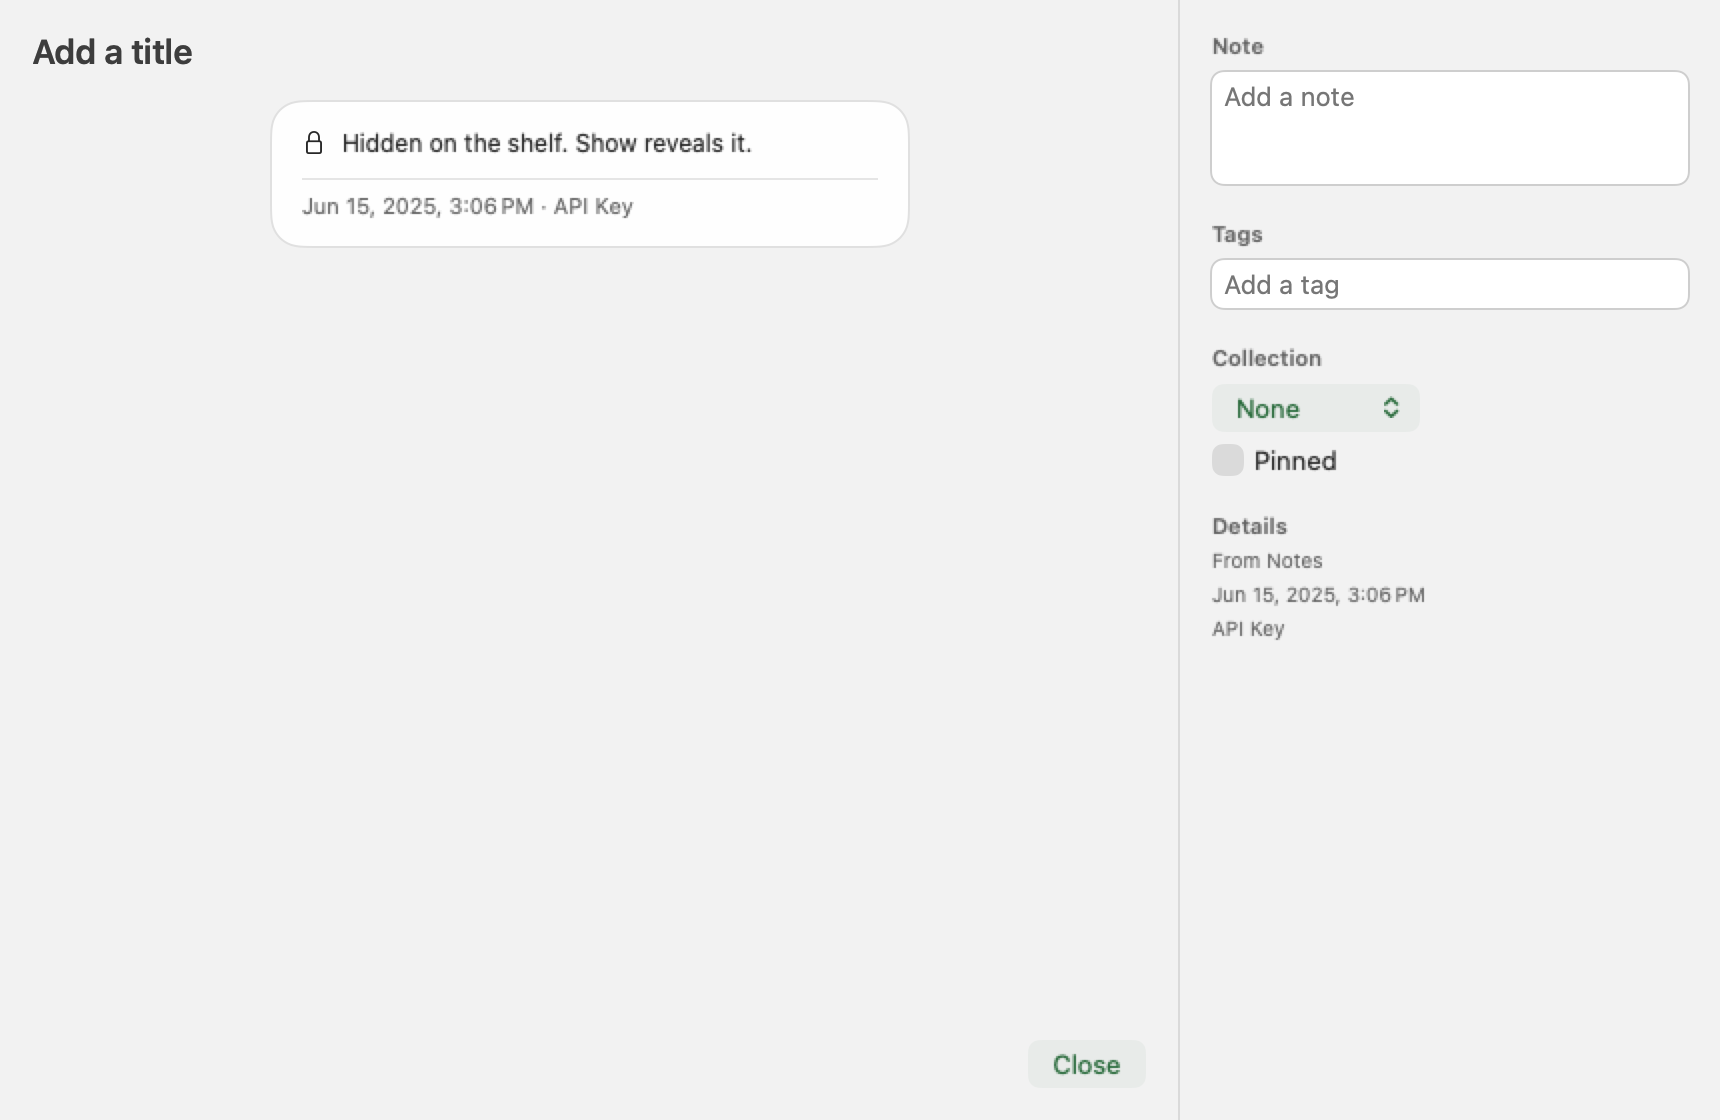 Add a title
Hidden on the shelf. Show reveals it.
Jun 15, 2025, 3:06 PM · API Key
Close
Note
Add a note
Tags
Add a tag
Collection
None
Pinned
Details
From Notes
Jun 15, 2025, 3:06 PM
API Key